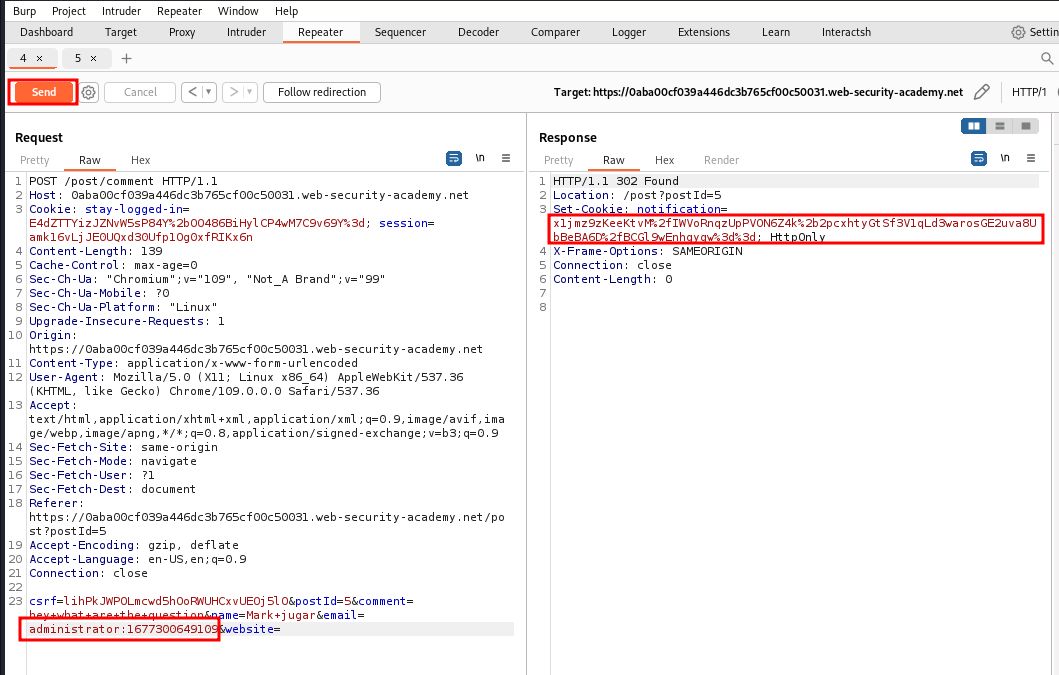 Burp Project Intruder Repeater Window Help
Dashboard Target Proxy Intruder Repeater Sequencer Decoder Comparer Logger Extensions Learn Interactsh Settin
4 × 5 × +
Send Cancel < ▾ > ▾ Follow redirection Target: https://0aba00cf039a446dc3b765cf00c50031.web-security-academy.net HTTP/1
Request
Pretty Raw Hex \n ≡
1 POST /post/comment HTTP/1.1
2 Host: 0aba00cf039a446dc3b765cf00c50031.web-security-academy.net
3 Cookie: stay-logged-in=
E4dZTTYizJZNvW5sP84Y%2bO0486BiHylCP4wM7C9v69Y%3d; session=
amk16vLjJE0UQxd30Ufp1Og0xfRIKx6n
4 Content-Length: 139
5 Cache-Control: max-age=0
6 Sec-Ch-Ua: "Chromium";v="109", "Not_A Brand";v="99"
7 Sec-Ch-Ua-Mobile: ?0
8 Sec-Ch-Ua-Platform: "Linux"
9 Upgrade-Insecure-Requests: 1
10 Origin:
https://0aba00cf039a446dc3b765cf00c50031.web-security-academy.net
11 Content-Type: application/x-www-form-urlencoded
12 User-Agent: Mozilla/5.0 (X11; Linux x86_64) AppleWebKit/537.36
(KHTML, like Gecko) Chrome/109.0.0.0 Safari/537.36
13 Accept:
text/html,application/xhtml+xml,application/xml;q=0.9,image/avif,ima
ge/webp,image/apng,*/*;q=0.8,application/signed-exchange;v=b3;q=0.9
14 Sec-Fetch-Site: same-origin
15 Sec-Fetch-Mode: navigate
16 Sec-Fetch-User: ?1
17 Sec-Fetch-Dest: document
18 Referer:
https://0aba00cf039a446dc3b765cf00c50031.web-security-academy.net/po
st?postId=5
19 Accept-Encoding: gzip, deflate
20 Accept-Language: en-US,en;q=0.9
21 Connection: close
22
23 csrf=lihPkJWPOLmcwd5hOoRWUHCxvUEOj5lO&postId=5&comment=
hey+what+are+the+question&name=Mark+jugar&email=
administrator:1677300649109&website=
Response
Pretty Raw Hex Render \n ≡
1 HTTP/1.1 302 Found
2 Location: /post?postId=5
3 Set-Cookie: notification=
x1jmz9zKeeKtvM%2fIWVoRnqzUpPVON6Z4k%2b2pcxhtyGtSf3V1qLd3warosGE2uva8U
bBeBA6D%2fBCGl9wEnhqyqw%3d%3d; HttpOnly
4 X-Frame-Options: SAMEORIGIN
5 Connection: close
6 Content-Length: 0
7
8